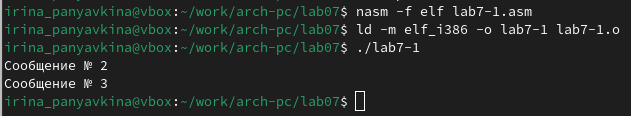 irina_panyavkina@vbox:~/work/arch-pc/lab07$ nasm -f elf lab7-1.asm
irina_panyavkina@vbox:~/work/arch-pc/lab07$ ld -m elf_i386 -o lab7-1 lab7-1.o
irina_panyavkina@vbox:~/work/arch-pc/lab07$ ./lab7-1
Сообщение № 2
Сообщение № 3
irina_panyavkina@vbox:~/work/arch-pc/lab07$